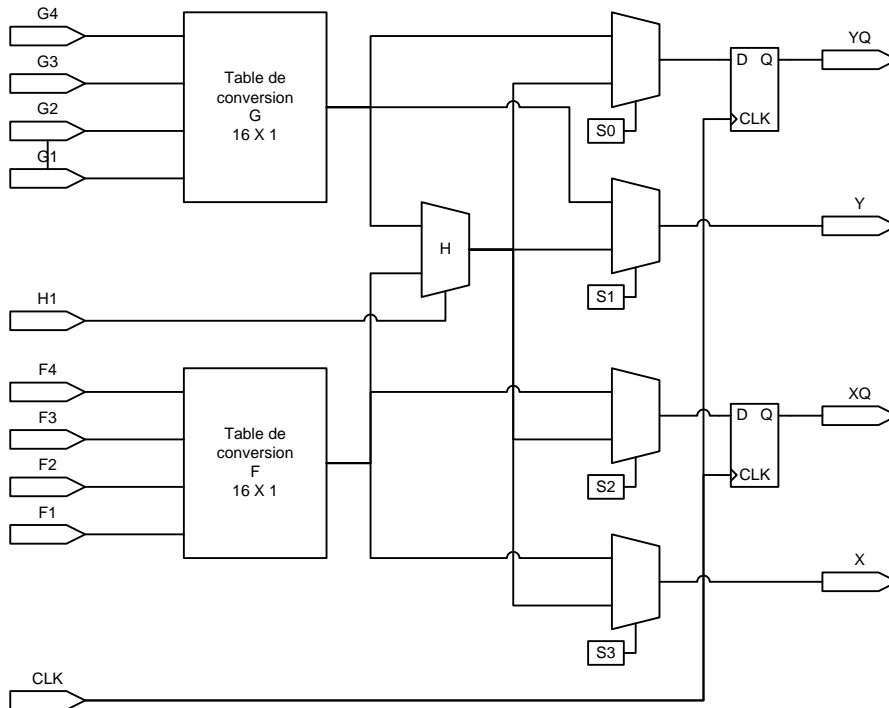 G4
G3
G2
G1
Table de
conversion
G
16 X 1
S0
D Q
CLK
YQ
H
S1
Y
H1
F4
F3
F2
F1
Table de
conversion
F
16 X 1
S2
D Q
CLK
XQ
S3
X
CLK